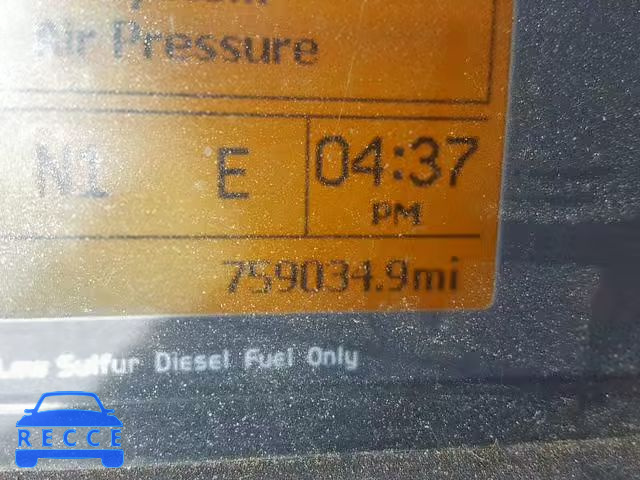 Air Pressure
N1 E 04:37
PM
759034.9mi
Low Sulfur Diesel Fuel Only
RECCE